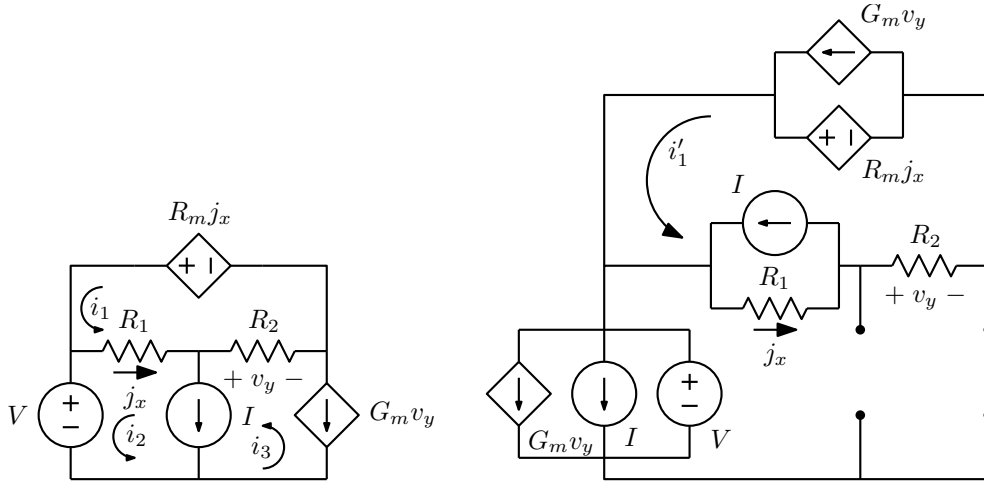 G_m v_y
i'_1
R_m j_x
I
R_m j_x
R_1
R_2
+ v_y −
i_1
R_1
R_2
j_x
+ v_y −
j_x
V
I
G_m v_y
i_2
i_3
G_m v_y
I
V